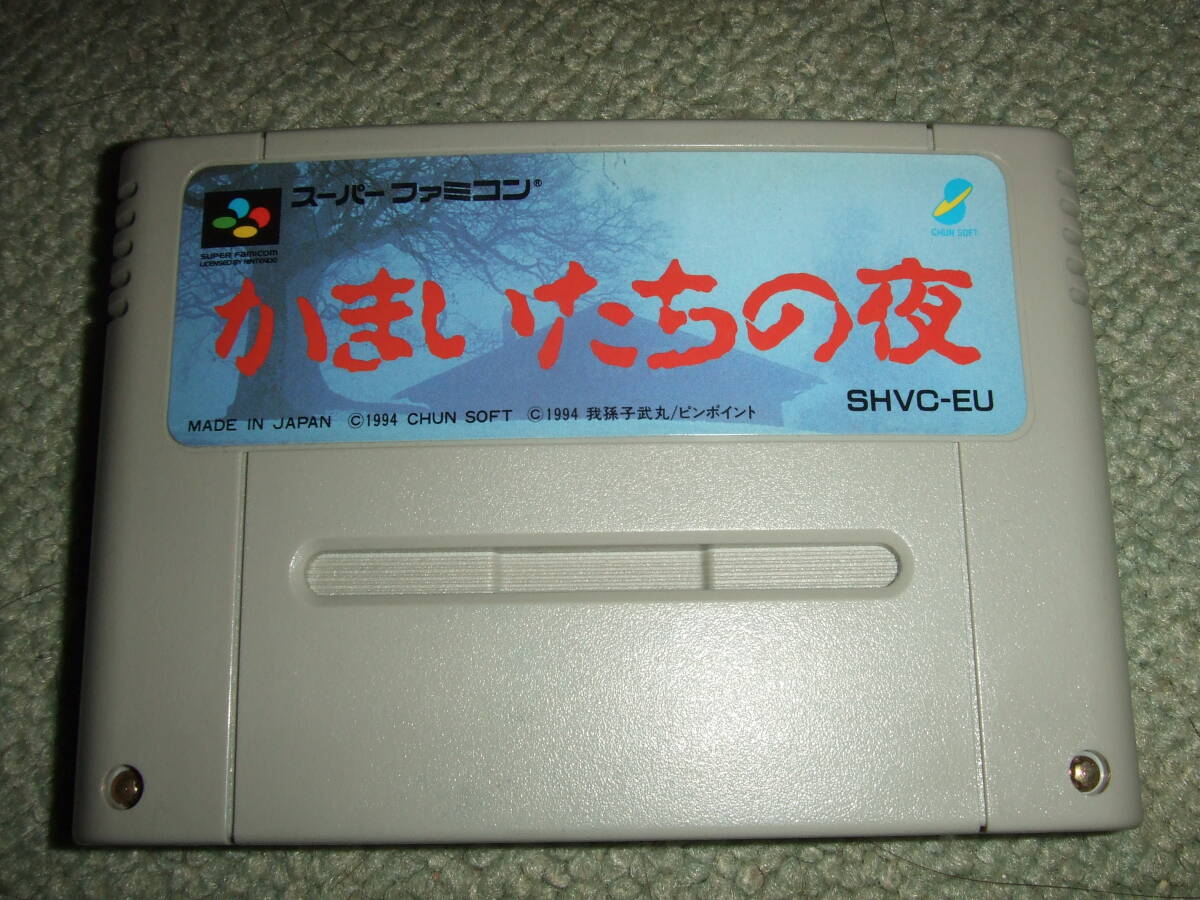 スーパーファミコン®
SUPER FAMICOM
LICENSED BY NINTENDO
CHUN SOFT
かまいたちの夜
SHVC-EU
MADE IN JAPAN ©1994 CHUN SOFT ©1994 我孫子武丸/ピンポイント